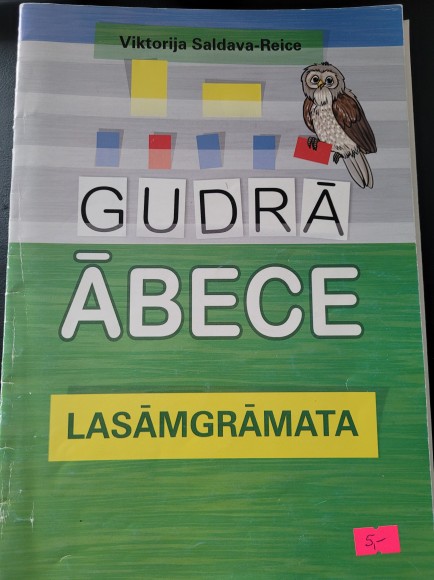 Viktorija Saldava-Reice
GUDRĀ
ĀBECE
LASĀMGRĀMATA
5,-